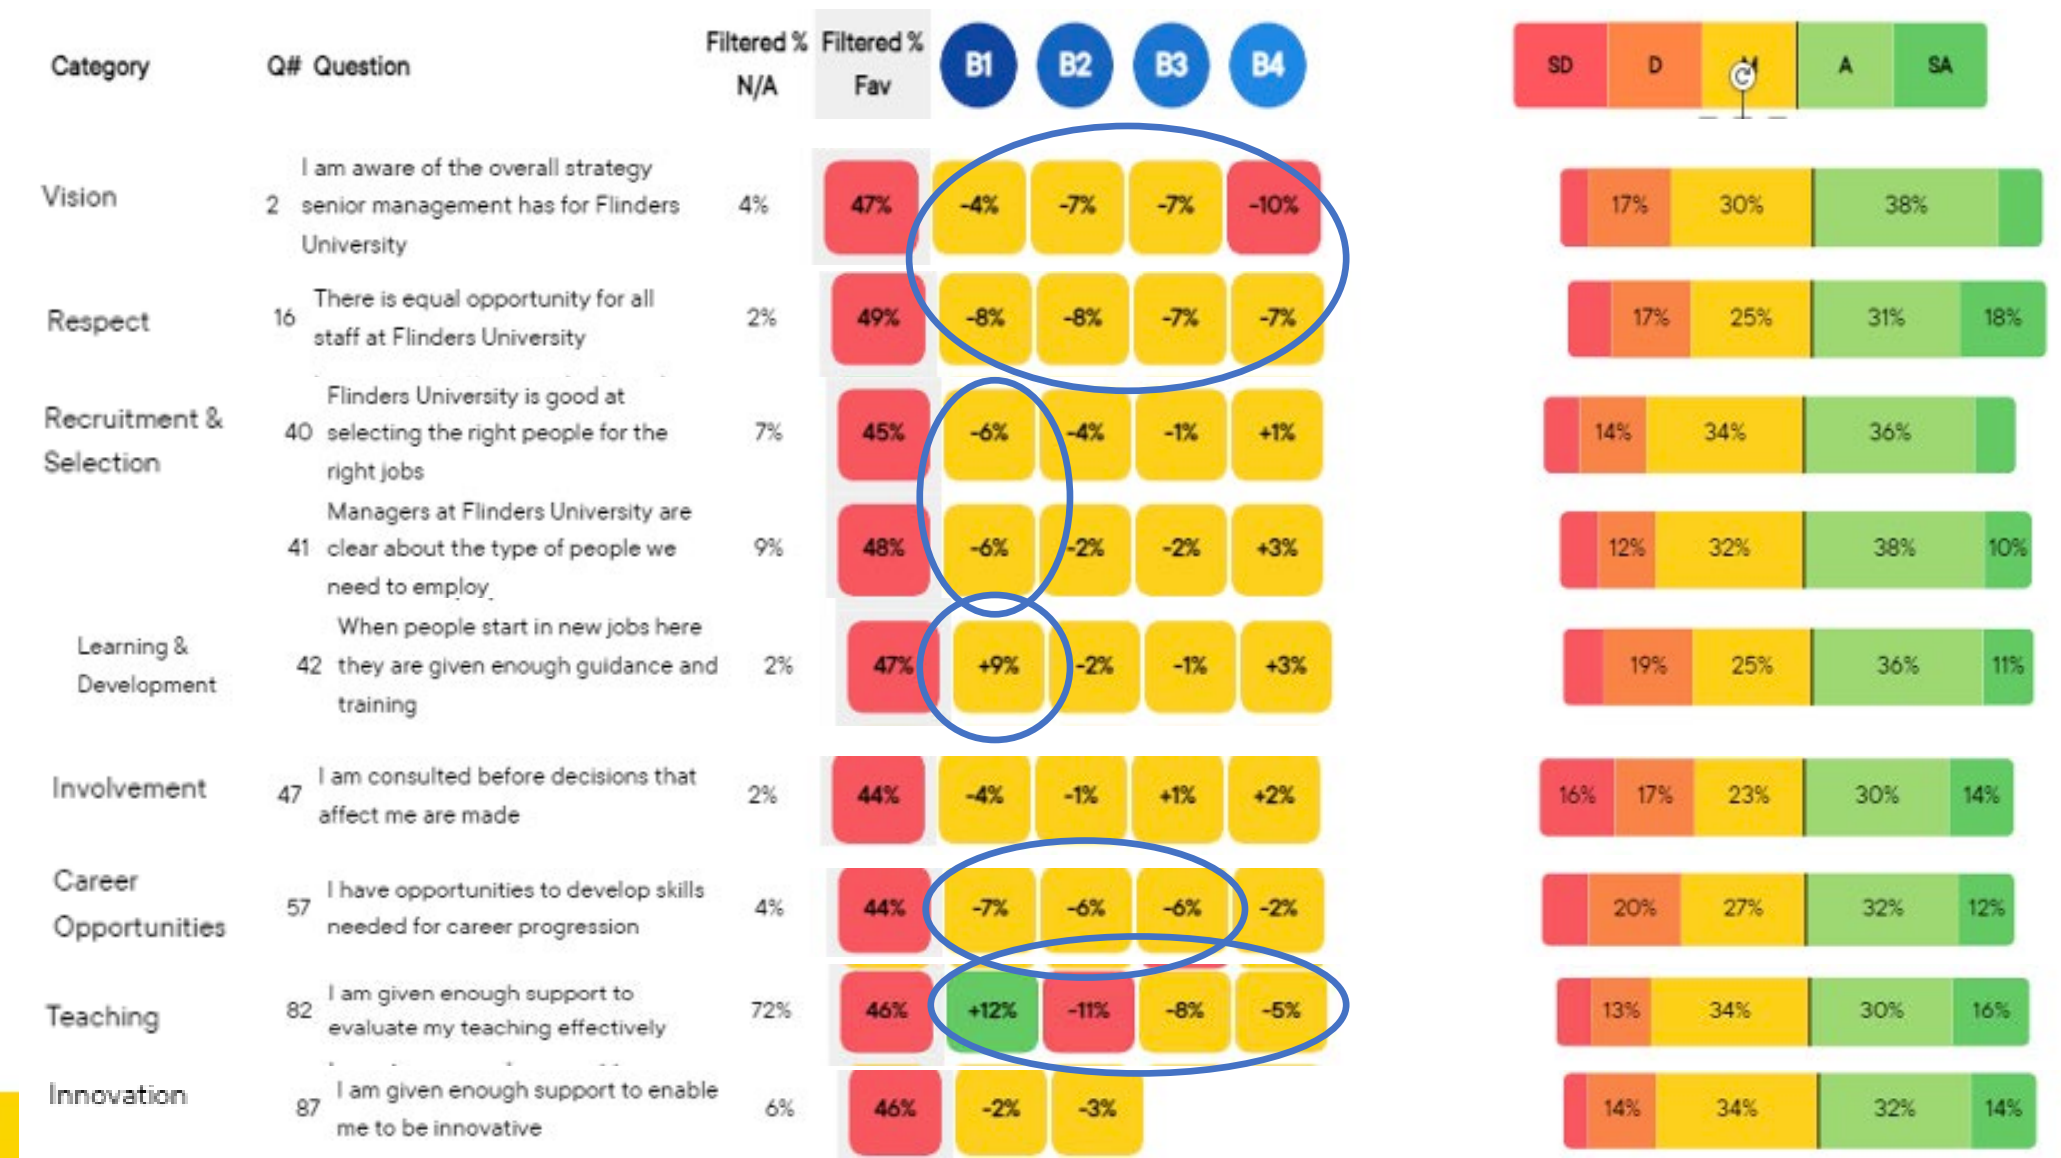 Category Q# Question Filtered % N/A Filtered % Fav B1 B2 B3 B4 SD D A SA
Vision
2
I am aware of the overall strategy
senior management has for Flinders
University
4% 47% -4% -7% -7% -10% 17% 30% 38%
Respect
16
There is equal opportunity for all
staff at Flinders University
2% 49% -8% -8% -7% -7% 17% 25% 31% 18%
Recruitment &
Selection
40
Flinders University is good at
selecting the right people for the
right jobs
7% 45% -6% -4% -1% +1% 14% 34% 36%
41
Managers at Flinders University are
clear about the type of people we
need to employ
9% 48% -6% -2% -2% +3% 12% 32% 38% 10%
Learning &
Development
42
When people start in new jobs here
they are given enough guidance and
training
2% 47% +9% -2% -1% +3% 19% 25% 36% 11%
Involvement
47
I am consulted before decisions that
affect me are made
2% 44% -4% -1% +1% +2% 16% 17% 23% 30% 14%
Career
Opportunities
57
I have opportunities to develop skills
needed for career progression
4% 44% -7% -6% -6% -2% 20% 27% 32% 12%
Teaching
82
I am given enough support to
evaluate my teaching effectively
72% 46% +12% -11% -8% -5% 13% 34% 30% 16%
Innovation
87
I am given enough support to enable
me to be innovative
6% 46% -2% -3% 14% 34% 32% 14%